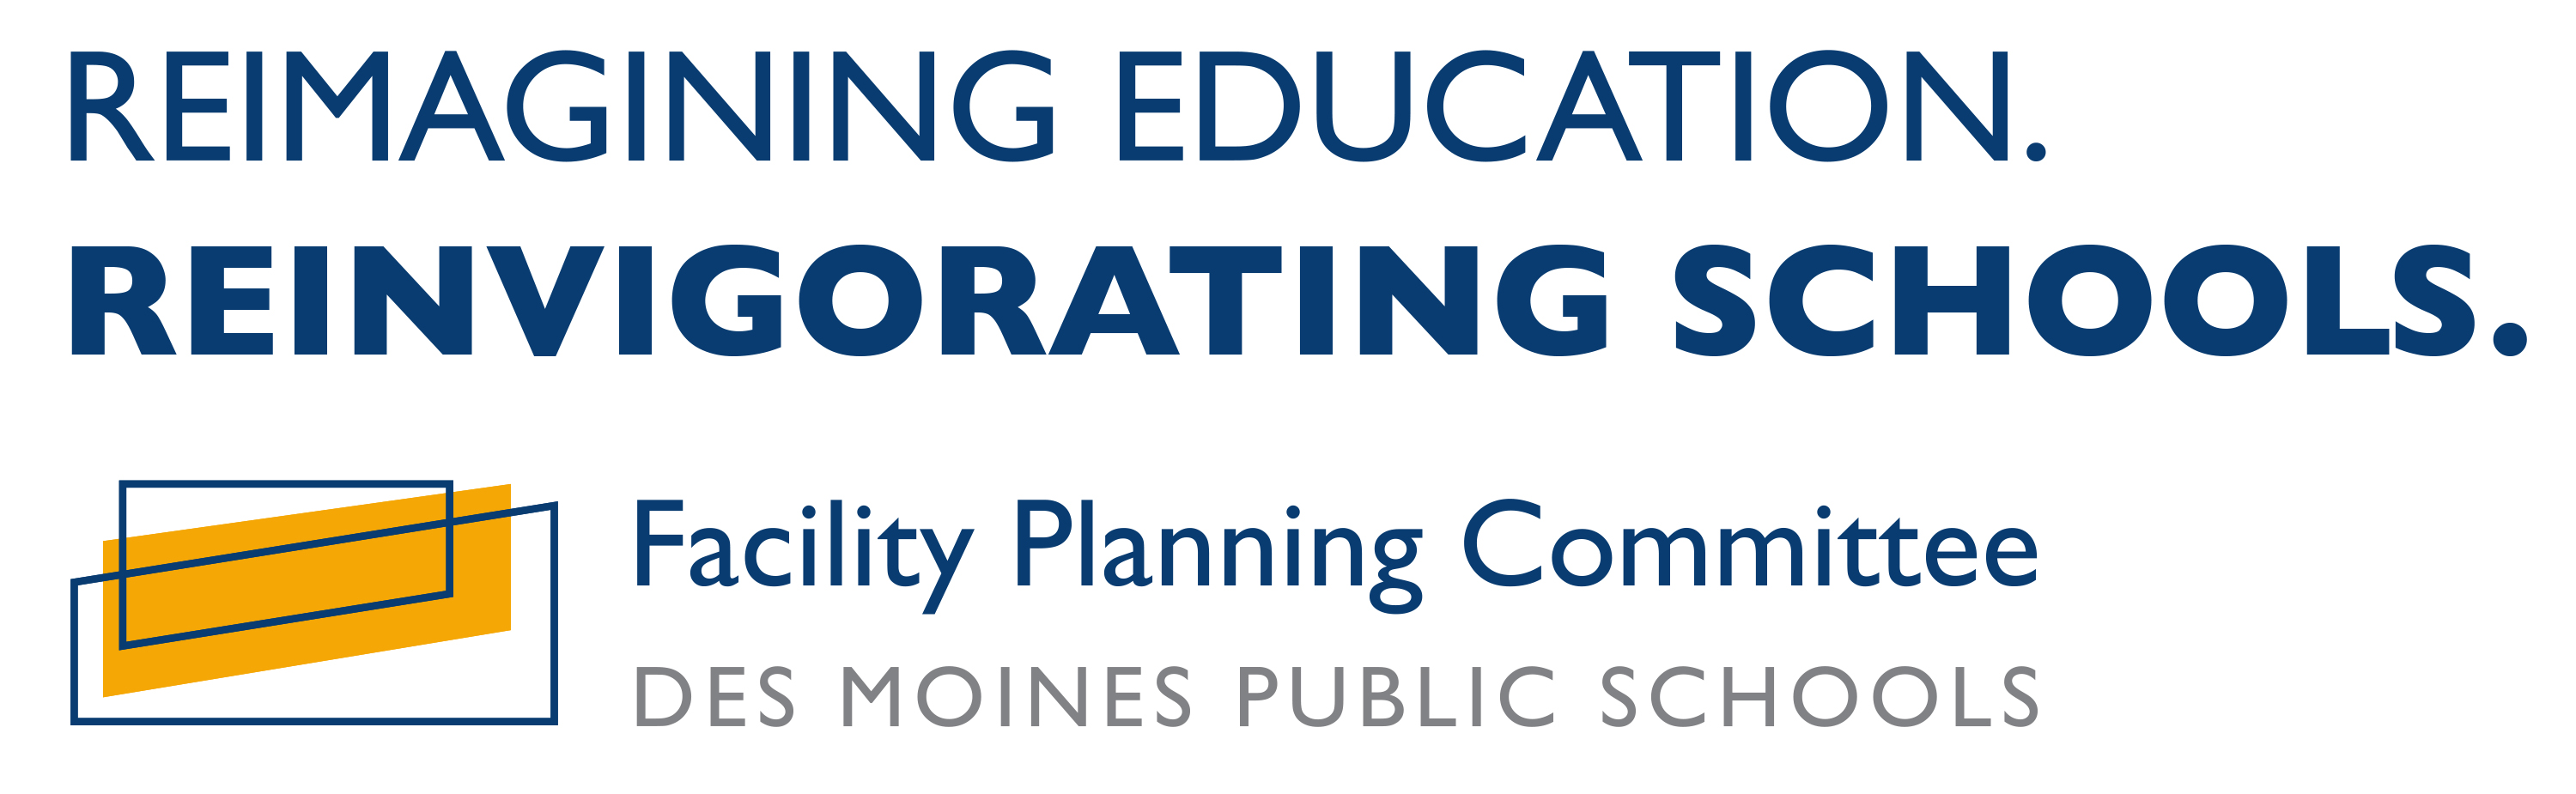 REIMAGINING EDUCATION.
REINVIGORATING SCHOOLS.
Facility Planning Committee
DES MOINES PUBLIC SCHOOLS